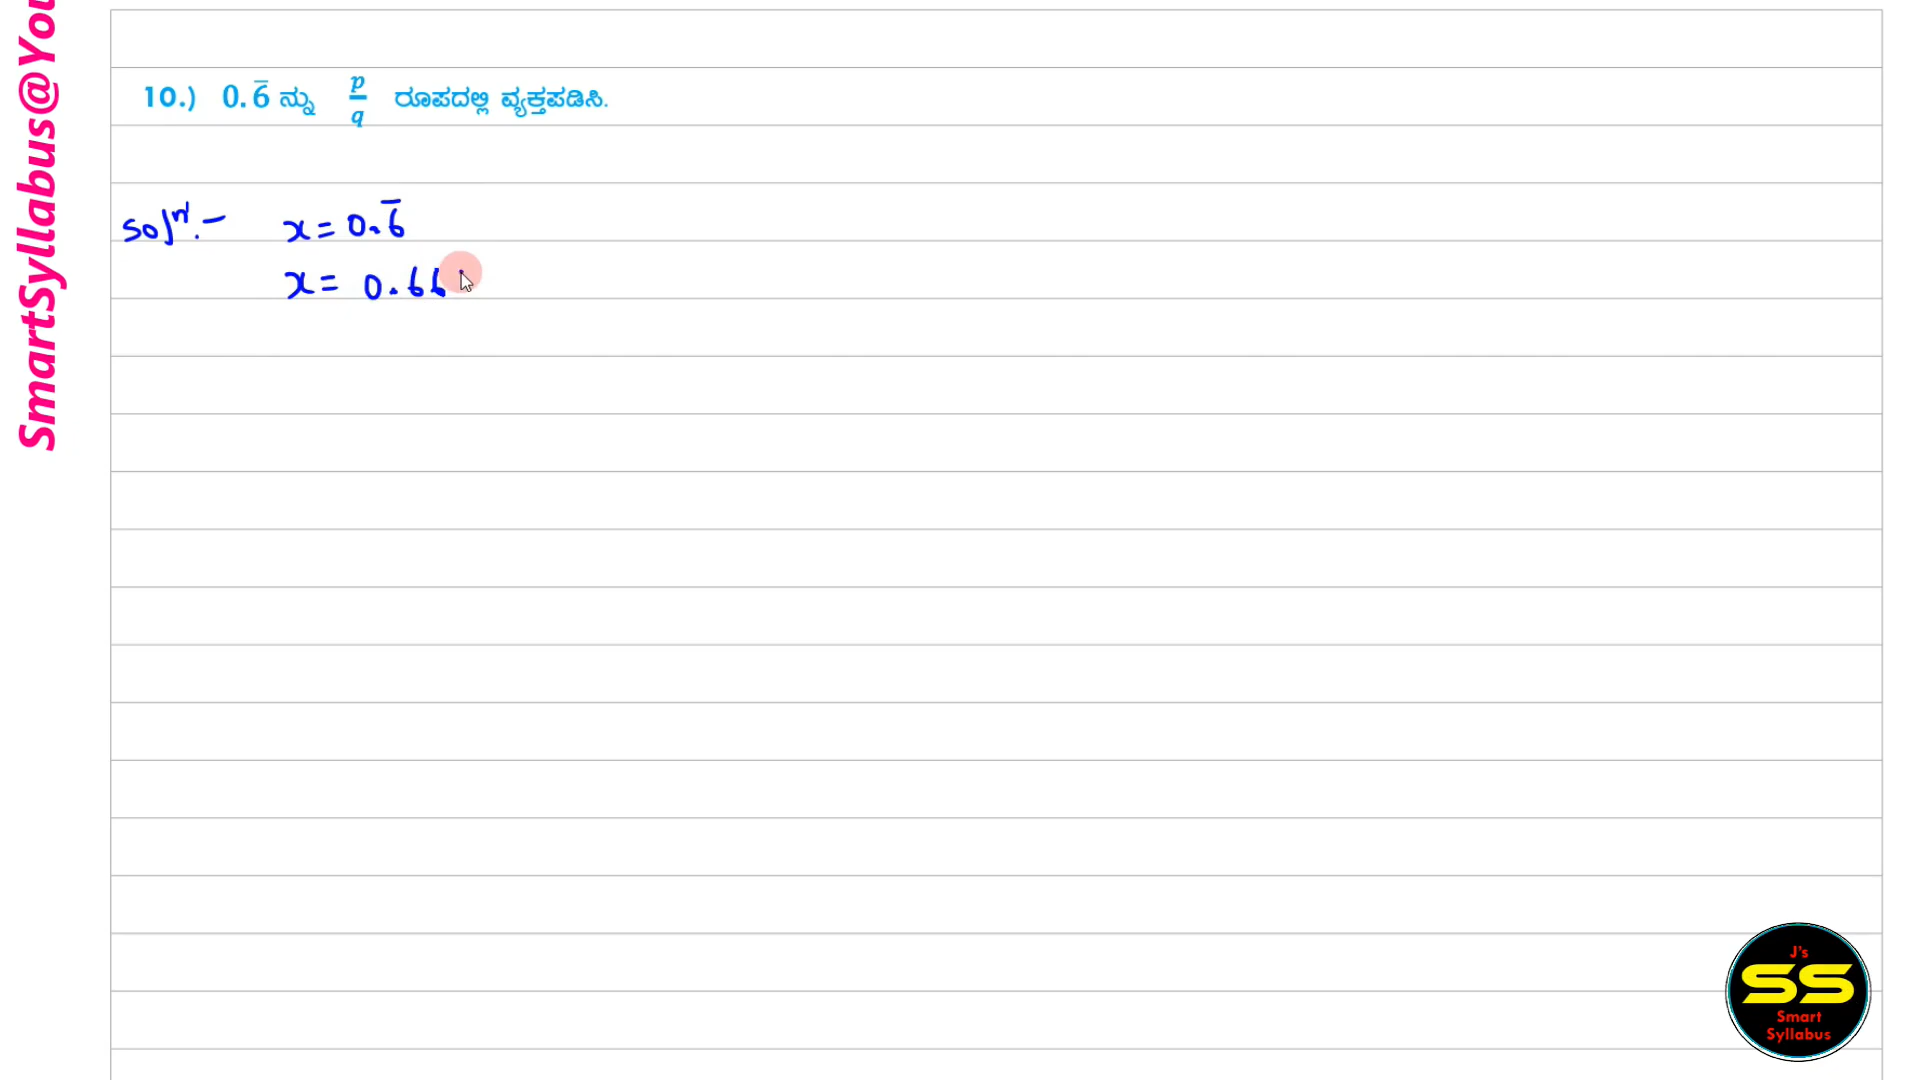 SmartSyllabus@You
10.) 0.6̅ ನ್ನು p/q ರೂಪದಲ್ಲಿ ವ್ಯಕ್ತಪಡಿಸಿ.
Solⁿ:- x = 0.6̅
x = 0.66
J's
SS
Smart
Syllabus